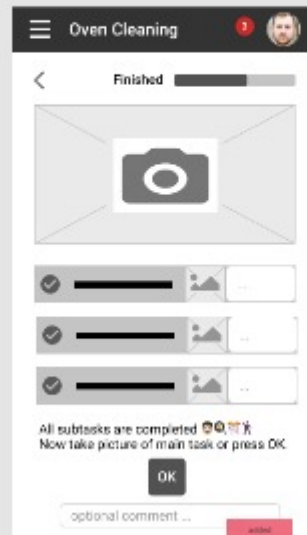 Oven Cleaning
3
Finished
..
..
..
All subtasks are completed
Now take picture of main task or press OK
OK
optional comment ...
added